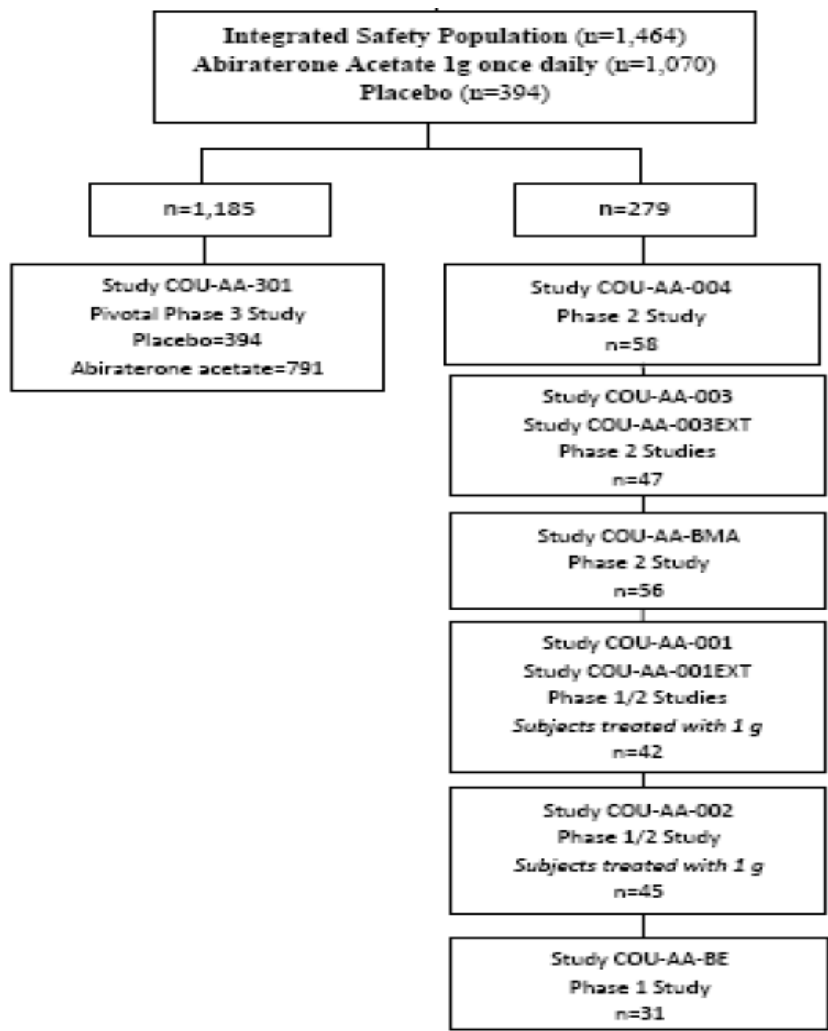 Integrated Safety Population (n=1,464)
Abiraterone Acetate 1g once daily (n=1,070)
Placebo (n=394)
n=1,185
n=279
Study COU-AA-301
Pivotal Phase 3 Study
Placebo=394
Abiraterone acetate=791
Study COU-AA-004
Phase 2 Study
n=58
Study COU-AA-003
Study COU-AA-003EXT
Phase 2 Studies
n=47
Study COU-AA-BMA
Phase 2 Study
n=56
Study COU-AA-001
Study COU-AA-001EXT
Phase 1/2 Studies
Subjects treated with 1 g
n=42
Study COU-AA-002
Phase 1/2 Study
Subjects treated with 1 g
n=45
Study COU-AA-BE
Phase 1 Study
n=31